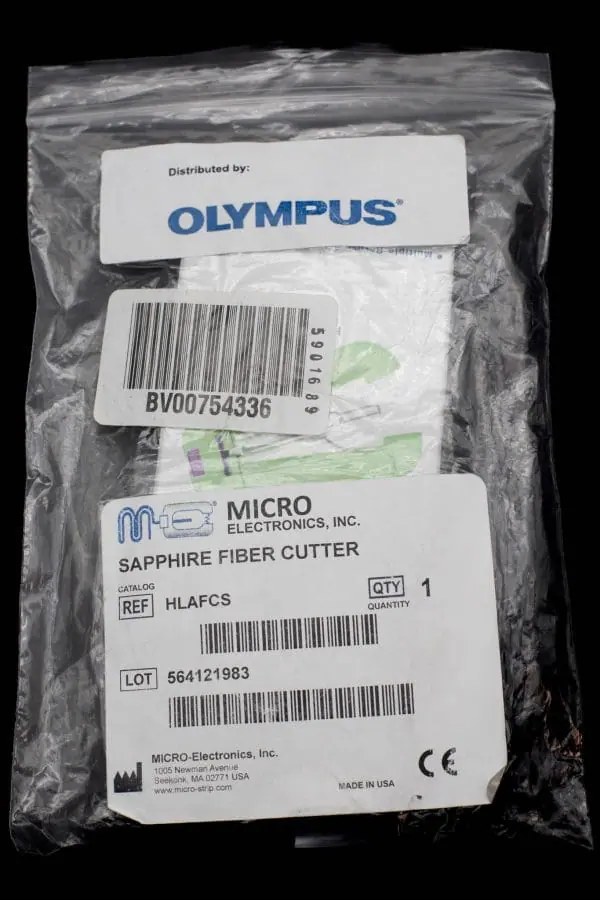 Distributed by:
OLYMPUS®
Multiple
BV00754336
5901689
MICRO
ELECTRONICS, INC.
SAPPHIRE FIBER CUTTER
CATALOG
REF HLAFCS
QTY 1
QUANTITY
LOT 564121983
MICRO-Electronics, Inc.
1005 Newman Avenue
Seekonk, MA 02771 USA
www.micro-strip.com
MADE IN USA
CE